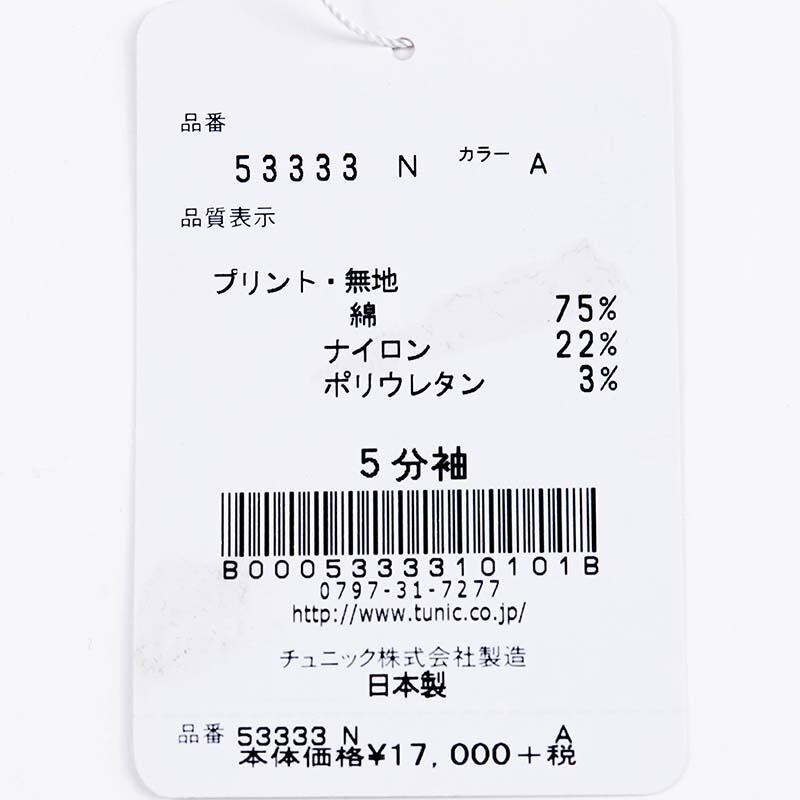 品番
53333 N カラー A
品質表示
プリント・無地
綿 75%
ナイロン 22%
ポリウレタン 3%
5分袖
B000533331010 1B
0797-31-7277
http://www.tunic.co.jp/
チュニック株式会社製造
日本製
品番 53333 N A
本体価格¥17,000+税